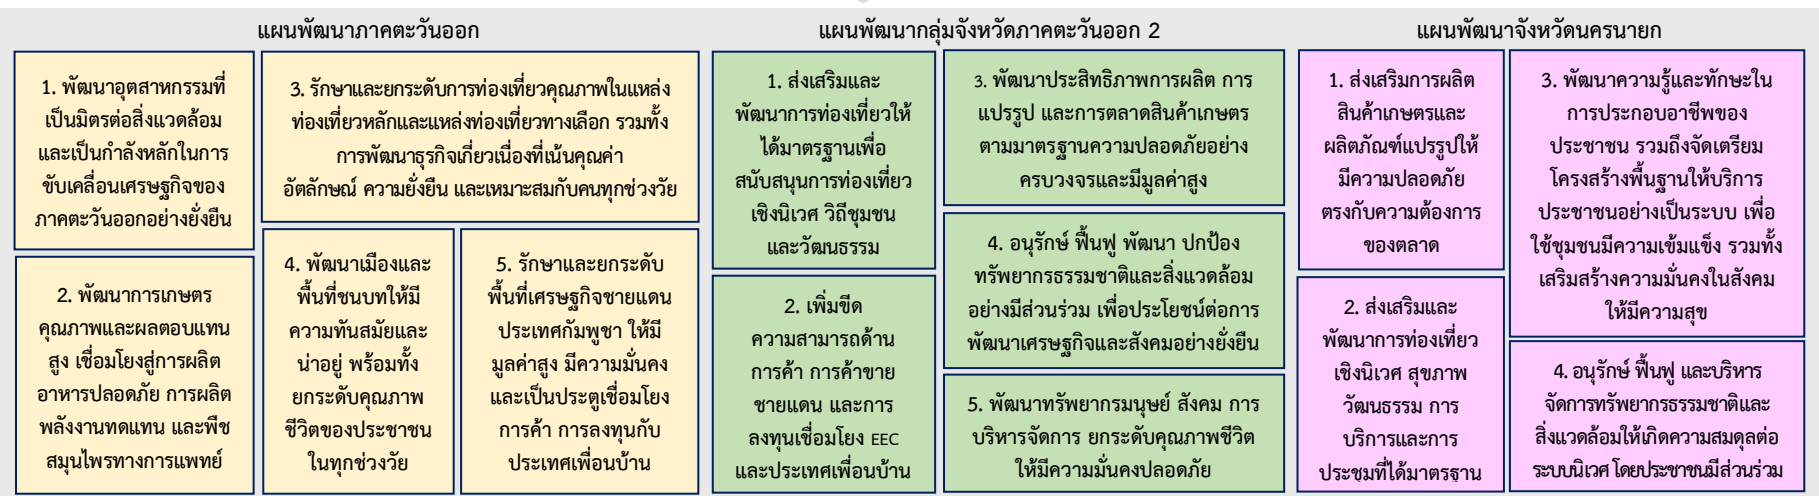 แผนพัฒนาภาคตะวันออก
1. พัฒนาอุตสาหกรรมที่
เป็นมิตรต่อสิ่งแวดล้อม
และเป็นกำลังหลักในการ
ขับเคลื่อนเศรษฐกิจของ
ภาคตะวันออกอย่างยั่งยืน
2. พัฒนาการเกษตร
คุณภาพและผลตอบแทน
สูง เชื่อมโยงสู่การผลิต
อาหารปลอดภัย การผลิต
พลังงานทดแทน และพืช
สมุนไพรทางการแพทย์
3. รักษาและยกระดับการท่องเที่ยวคุณภาพในแหล่ง
ท่องเที่ยวหลักและแหล่งท่องเที่ยวทางเลือก รวมทั้ง
การพัฒนาธุรกิจเกี่ยวเนื่องที่เน้นคุณค่า
อัตลักษณ์ ความยั่งยืน และเหมาะสมกับคนทุกช่วงวัย
4. พัฒนาเมืองและ
พื้นที่ชนบทให้มี
ความทันสมัยและ
น่าอยู่ พร้อมทั้ง
ยกระดับคุณภาพ
ชีวิตของประชาชน
ในทุกช่วงวัย
5. รักษาและยกระดับ
พื้นที่เศรษฐกิจชายแดน
ประเทศกัมพูชา ให้มี
มูลค่าสูง มีความมั่นคง
และเป็นประตูเชื่อมโยง
การค้า การลงทุนกับ
ประเทศเพื่อนบ้าน
แผนพัฒนากลุ่มจังหวัดภาคตะวันออก 2
1. ส่งเสริมและ
พัฒนาการท่องเที่ยวให้
ได้มาตรฐานเพื่อ
สนับสนุนการท่องเที่ยว
เชิงนิเวศ วิถีชุมชน
และวัฒนธรรม
2. เพิ่มขีด
ความสามารถด้าน
การค้า การค้าขาย
ชายแดน และการ
ลงทุนเชื่อมโยง EEC
และประเทศเพื่อนบ้าน
3. พัฒนาประสิทธิภาพการผลิต การ
แปรรูป และการตลาดสินค้าเกษตร
ตามมาตรฐานความปลอดภัยอย่าง
ครบวงจรและมีมูลค่าสูง
4. อนุรักษ์ ฟื้นฟู พัฒนา ปกป้อง
ทรัพยากรธรรมชาติและสิ่งแวดล้อม
อย่างมีส่วนร่วม เพื่อประโยชน์ต่อการ
พัฒนาเศรษฐกิจและสังคมอย่างยั่งยืน
5. พัฒนาทรัพยากรมนุษย์ สังคม การ
บริหารจัดการ ยกระดับคุณภาพชีวิต
ให้มีความมั่นคงปลอดภัย
แผนพัฒนาจังหวัดนครนายก
1. ส่งเสริมการผลิต
สินค้าเกษตรและ
ผลิตภัณฑ์แปรรูปให้
มีความปลอดภัย
ตรงกับความต้องการ
ของตลาด
2. ส่งเสริมและ
พัฒนาการท่องเที่ยว
เชิงนิเวศ สุขภาพ
วัฒนธรรม การ
บริการและการ
ประชุมที่ได้มาตรฐาน
3. พัฒนาความรู้และทักษะใน
การประกอบอาชีพของ
ประชาชน รวมถึงจัดเตรียม
โครงสร้างพื้นฐานให้บริการ
ประชาชนอย่างเป็นระบบ เพื่อ
ใช้ชุมชนมีความเข้มแข็ง รวมทั้ง
เสริมสร้างความมั่นคงในสังคม
ให้มีความสุข
4. อนุรักษ์ ฟื้นฟู และบริหาร
จัดการทรัพยากรธรรมชาติและ
สิ่งแวดล้อมให้เกิดความสมดุลต่อ
ระบบนิเวศ โดยประชาชนมีส่วนร่วม